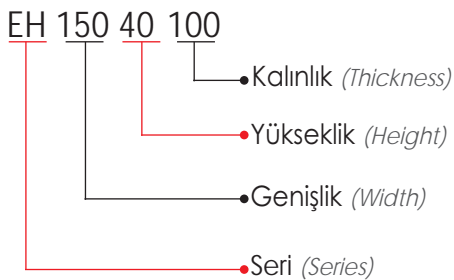 EH 150 40 100
Kalınlık (Thickness)
Yükseklik (Height)
Genişlik (Width)
Seri (Series)